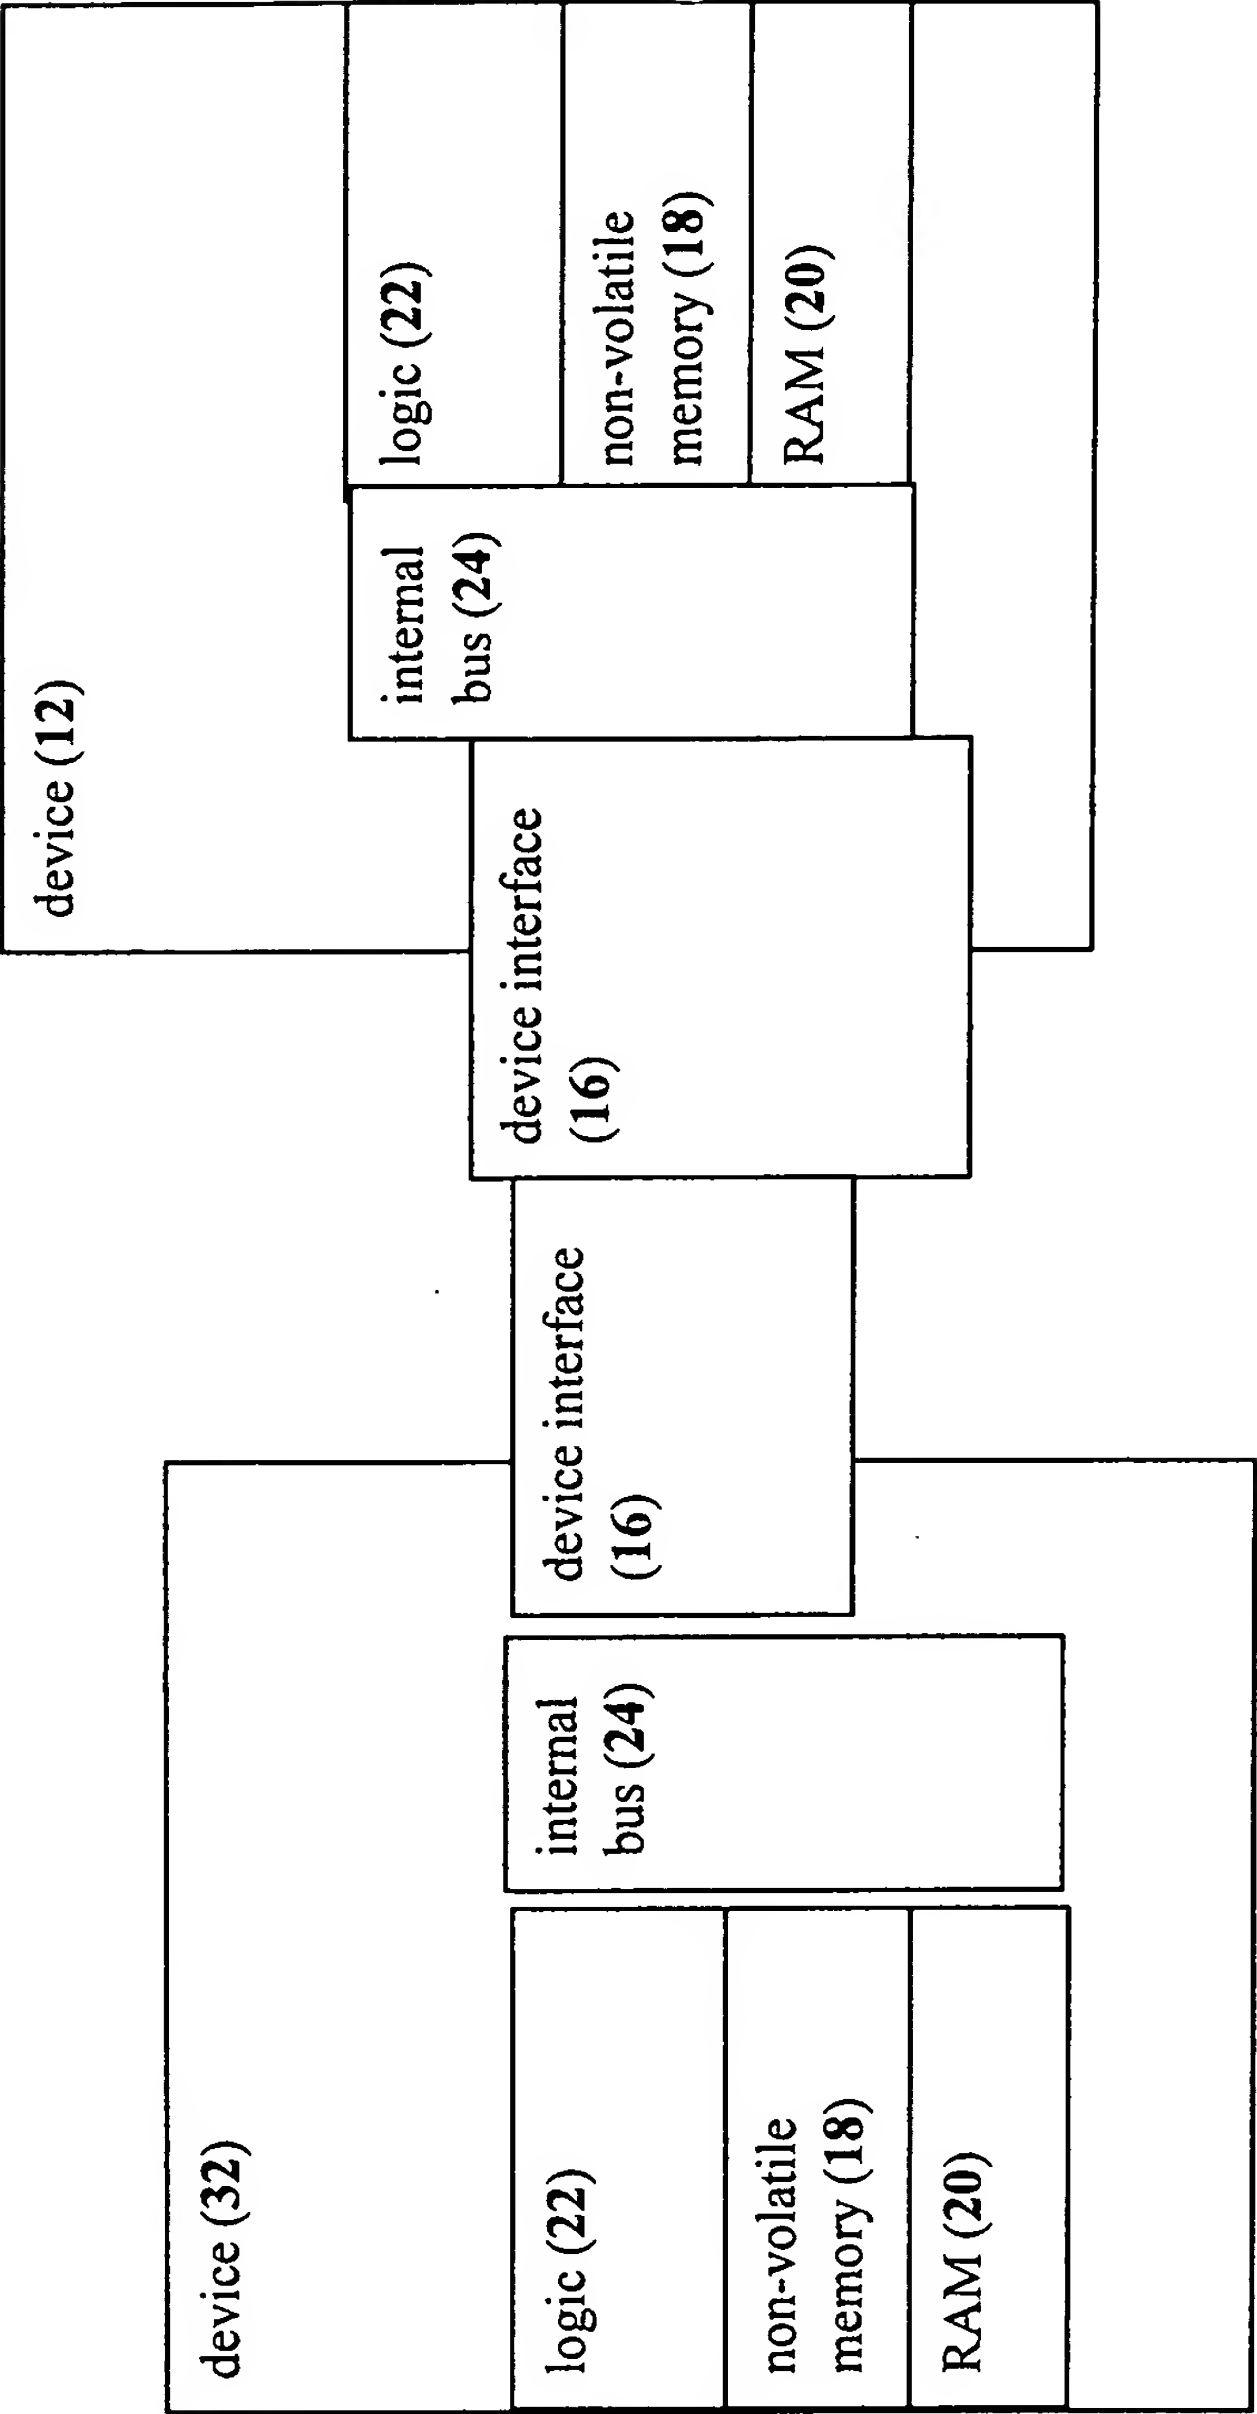 device (32)
logic (22)
non-volatile
memory (18)
RAM (20)
internal
bus (24)
device interface
(16)
device interface
(16)
device (12)
internal
bus (24)
logic (22)
non-volatile
memory (18)
RAM (20)